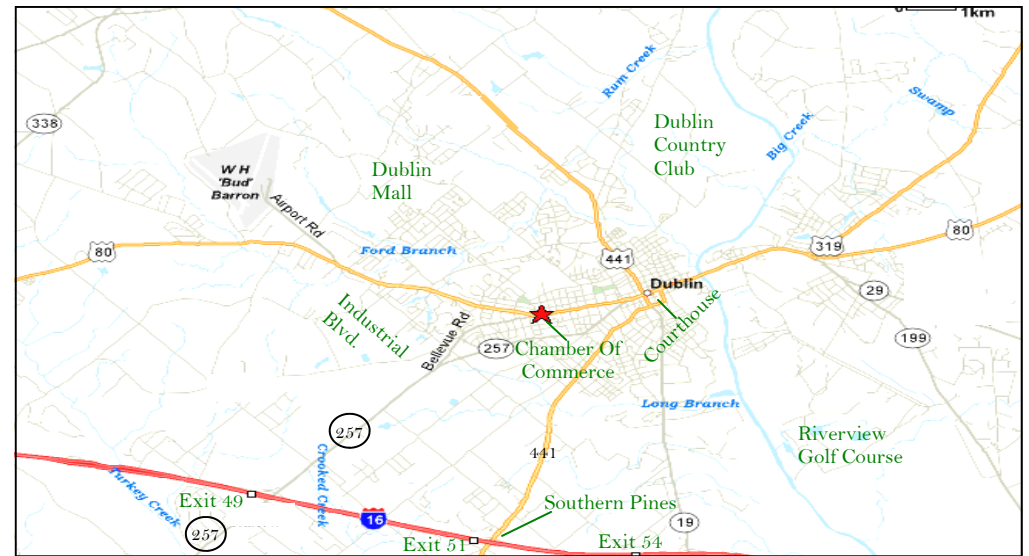 1km
Rum Creek
Swamp
338
Dublin
Country
Club
Big Creek
W H
'Bud'
Barron
Dublin
Mall
Airport Rd
80
Ford Branch
441
319
80
Dublin
29
Industrial
Blvd.
Bellevue Rd
Courthouse
199
257
Chamber Of
Commerce
Long Branch
257
Riverview
Golf Course
441
Crooked Creek
Turkey Creek
Exit 49
Southern Pines
16
19
257
Exit 51
Exit 54